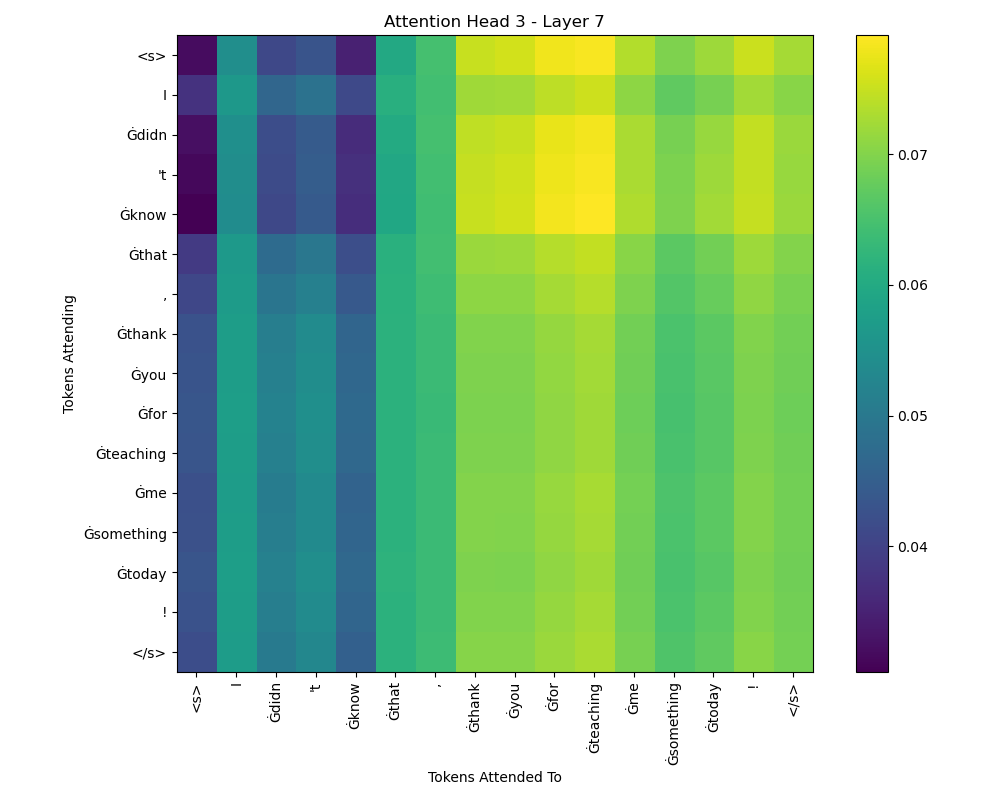 Attention Head 3 - Layer 7
Tokens Attending
<s>
I
Ġdidn
't
Ġknow
Ġthat
,
Ġthank
Ġyou
Ġfor
Ġteaching
Ġme
Ġsomething
Ġtoday
!
</s>
<s>
I
Ġdidn
't
Ġknow
Ġthat
,
Ġthank
Ġyou
Ġfor
Ġteaching
Ġme
Ġsomething
Ġtoday
!
</s>
Tokens Attended To
0.07
0.06
0.05
0.04